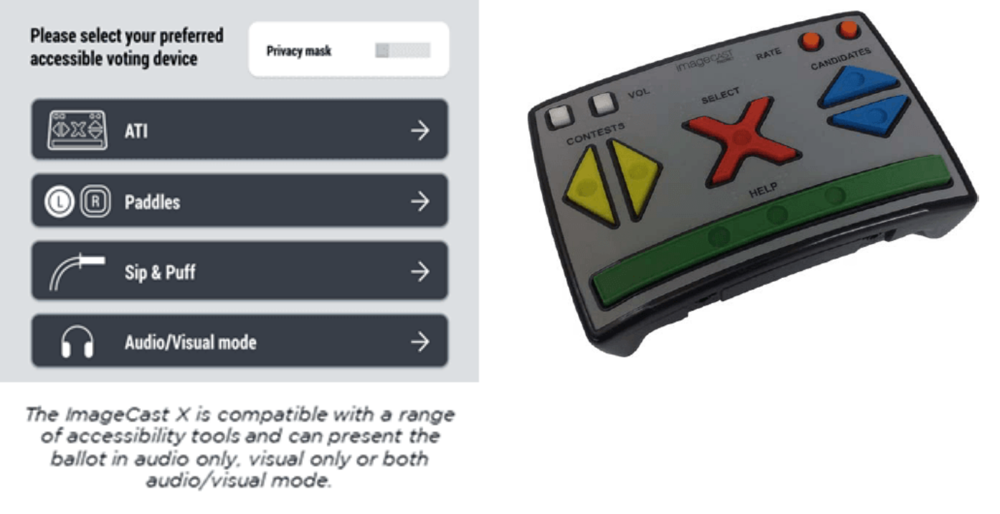 Please select your preferred
accessible voting device
Privacy mask
ATI
L
R
Paddles
Sip & Puff
Audio/Visual mode
The ImageCast X is compatible with a range
of accessibility tools and can present the
ballot in audio only, visual only or both
audio/visual mode.
imageCAST
RATE
CANDIDATES
VOL
SELECT
CONTESTS
HELP